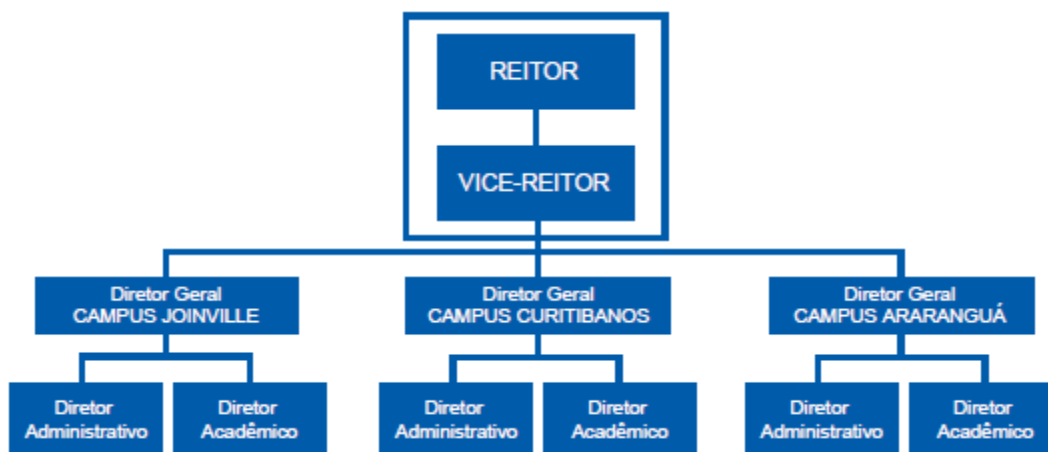 REITOR
VICE-REITOR
Diretor Geral
CAMPUS JOINVILLE
Diretor Geral
CAMPUS CURITIBANOS
Diretor Geral
CAMPUS ARARANGUÁ
Diretor
Administrativo
Diretor
Acadêmico
Diretor
Administrativo
Diretor
Acadêmico
Diretor
Administrativo
Diretor
Acadêmico